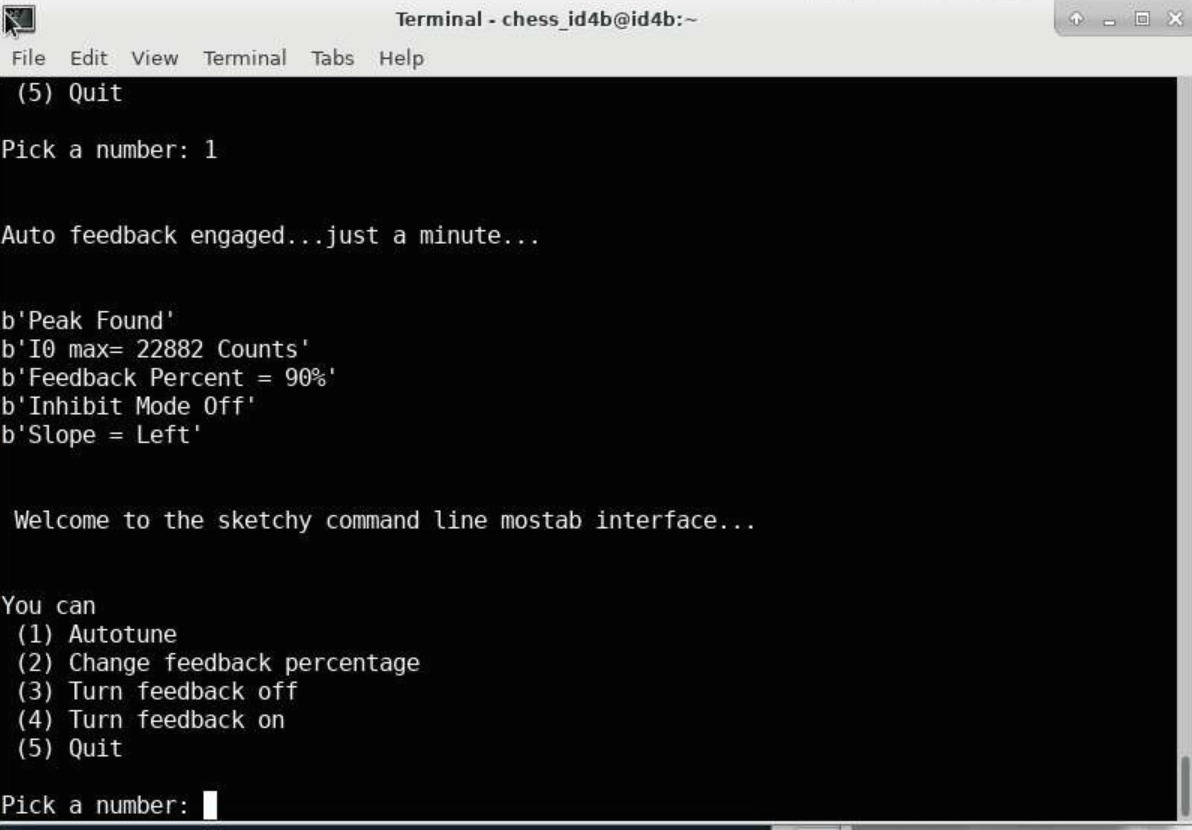 Terminal - chess_id4b@id4b:~
File Edit View Terminal Tabs Help
(5) Quit
Pick a number: 1
Auto feedback engaged...just a minute...
b'Peak Found'
b'I0 max= 22882 Counts'
b'Feedback Percent = 90%'
b'Inhibit Mode Off'
b'Slope = Left'
Welcome to the sketchy command line mostab interface...
You can
(1) Autotune
(2) Change feedback percentage
(3) Turn feedback off
(4) Turn feedback on
(5) Quit
Pick a number: